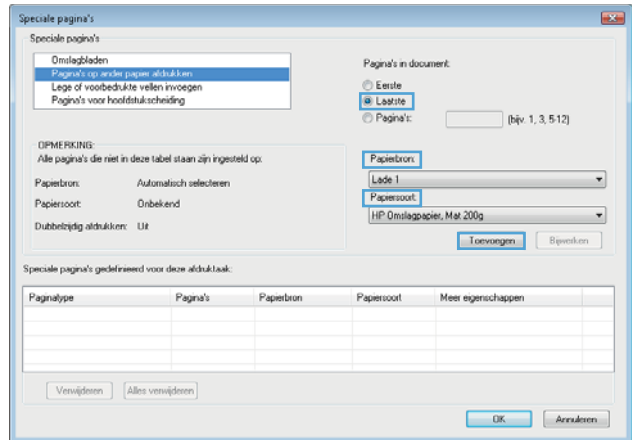 Speciale pagina's
Speciale pagina's
Omslagbladen
Pagina's op ander papier afdrukken
Lege of voorbedrukte vellen invoegen
Pagina's voor hoofdstukscheiding
Pagina's in document:
Eerste
Laatste
Pagina's: (bijv. 1, 3, 5-12)
OPMERKING:
Alle pagina's die niet in deze tabel staan zijn ingesteld op:
Papierbron: Automatisch selecteren
Papiersoort: Onbekend
Dubbelzijdig afdrukken: Uit
Papierbron:
Lade 1
Papiersoort:
HP Omslagpapier, Mat 200g
Toevoegen Bijwerken
Speciale pagina's gedefinieerd voor deze afdruktaak:
Paginatype Pagina's Papierbron Papiersoort Meer eigenschappen
Verwijderen Alles verwijderen
OK Annuleren